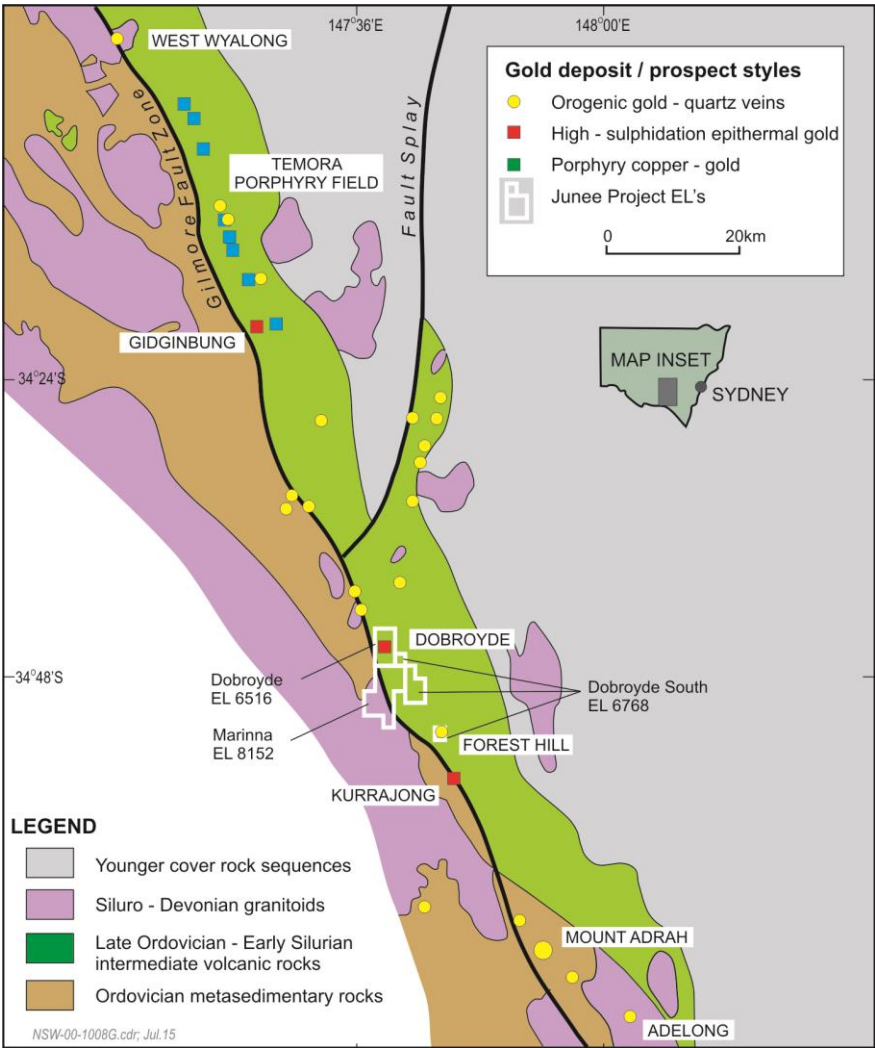 147°36'E
148°00'E
WEST WYALONG
Gilmore Fault Zone
TEMORA
PORPHYRY FIELD
Fault Splay
GIDGINBUNG
34°24'S
Gold deposit / prospect styles
Orogenic gold - quartz veins
High - sulphidation epithermal gold
Porphyry copper - gold
Junee Project EL's
0
20km
MAP INSET
SYDNEY
DOBROYDE
34°48'S
Dobroyde
EL 6516
Dobroyde South
EL 6768
Marinna
EL 8152
FOREST HILL
KURRAJONG
LEGEND
Younger cover rock sequences
Siluro - Devonian granitoids
Late Ordovician - Early Silurian
intermediate volcanic rocks
Ordovician metasedimentary rocks
MOUNT ADRAH
ADELONG
NSW-00-1008G.cdr; Jul.15